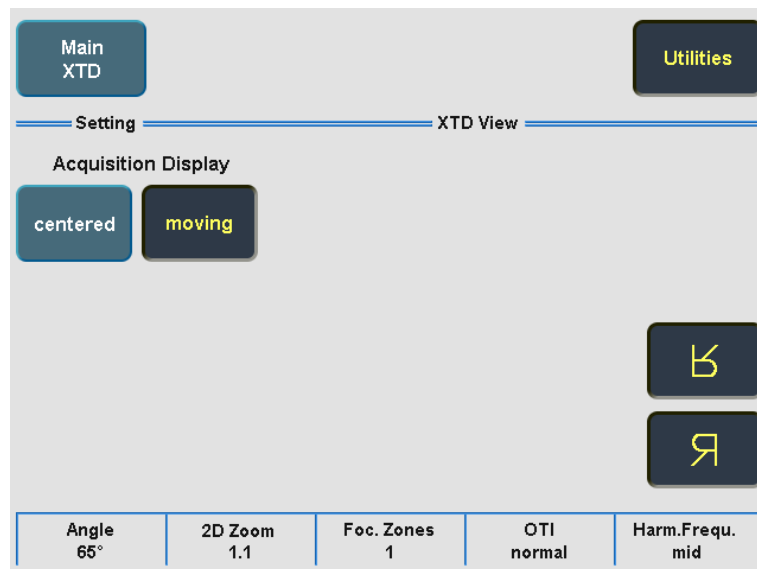 Main
XTD
Utilities
Setting
XTD View
Acquisition Display
centered
moving
R
R
Angle
65°
2D Zoom
1.1
Foc. Zones
1
OTI
normal
Harm.Frequ.
mid